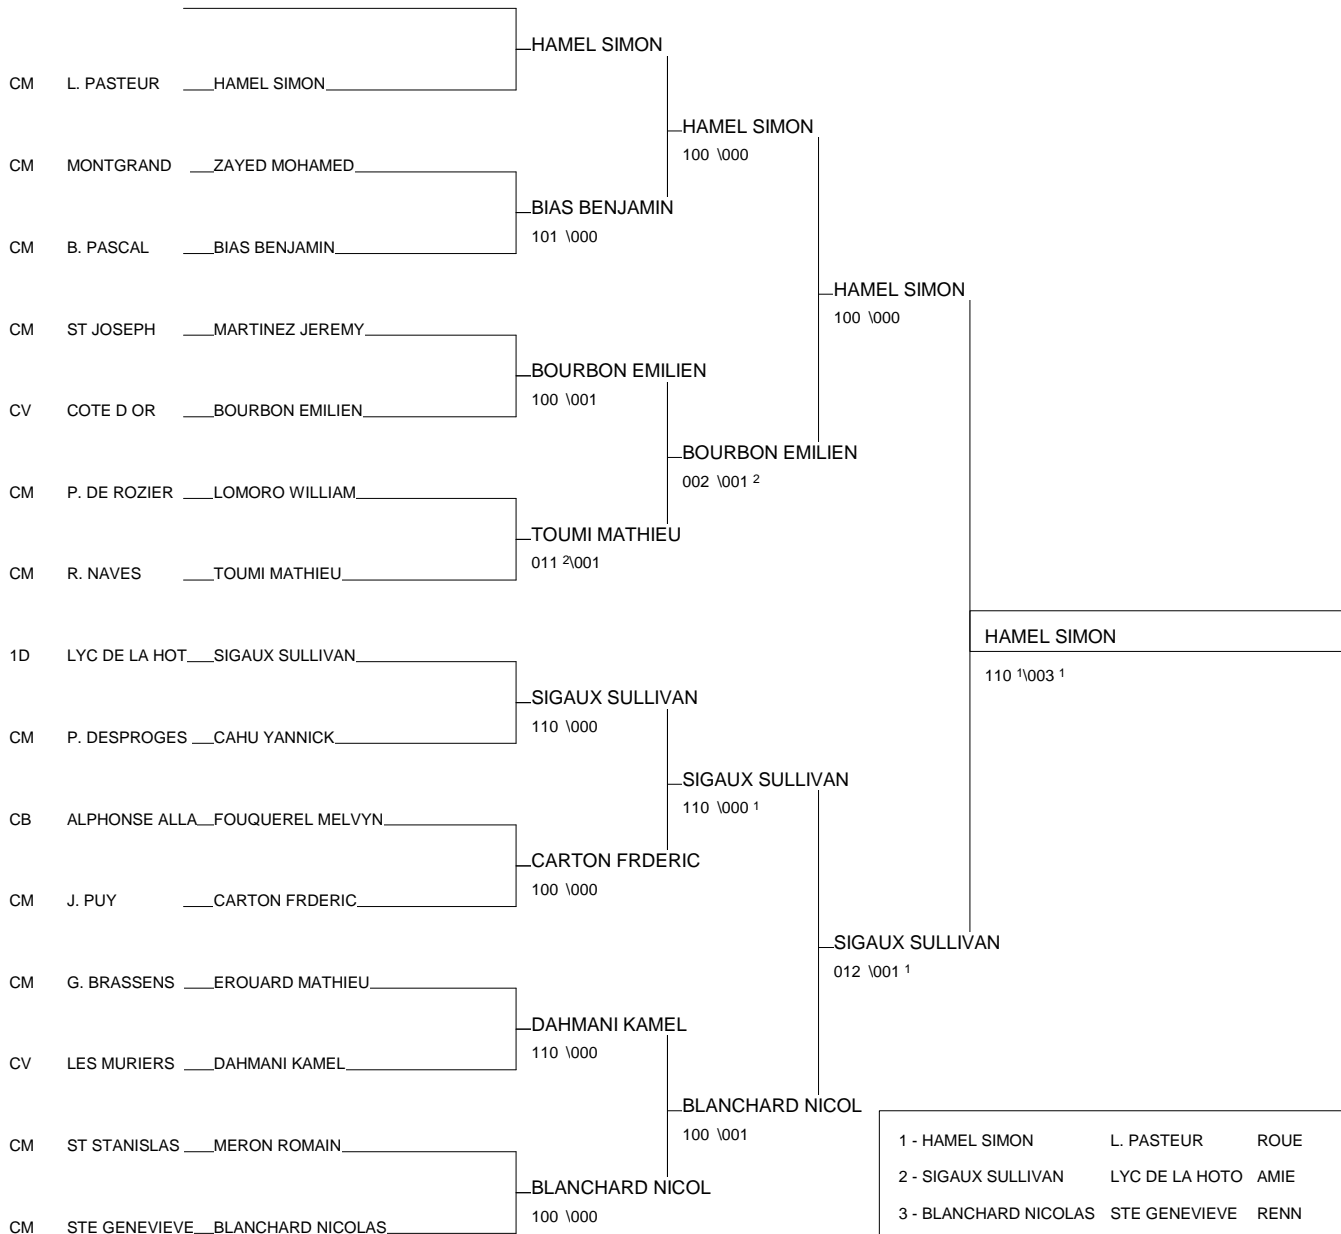 HAMEL SIMON
CM L. PASTEUR HAMEL SIMON
HAMEL SIMON
100 \000
CM MONTGRAND ZAYED MOHAMED
BIAS BENJAMIN
101 \000
CM B. PASCAL BIAS BENJAMIN
HAMEL SIMON
100 \000
CM ST JOSEPH MARTINEZ JEREMY
BOURBON EMILIEN
100 \001
CV COTE D OR BOURBON EMILIEN
BOURBON EMILIEN
002 \001 2
CM P. DE ROZIER LOMORO WILLIAM
TOUMI MATHIEU
011 2\001
CM R. NAVES TOUMI MATHIEU
HAMEL SIMON
110 1\003 1
1D LYC DE LA HOT SIGAUX SULLIVAN
SIGAUX SULLIVAN
110 \000
CM P. DESPROGES CAHU YANNICK
SIGAUX SULLIVAN
110 \000 1
CB ALPHONSE ALLA FOUQUEREL MELVYN
CARTON FRDERIC
100 \000
CM J. PUY CARTON FRDERIC
SIGAUX SULLIVAN
012 \001 1
CM G. BRASSENS EROUARD MATHIEU
DAHMANI KAMEL
110 \000
CV LES MURIERS DAHMANI KAMEL
BLANCHARD NICOL
100 \001
CM ST STANISLAS MERON ROMAIN
BLANCHARD NICOL
100 \000
CM STE GENEVIEVE BLANCHARD NICOLAS
1 - HAMEL SIMON L. PASTEUR ROUE
2 - SIGAUX SULLIVAN LYC DE LA HOTO AMIE
3 - BLANCHARD NICOLAS STE GENEVIEVE RENN